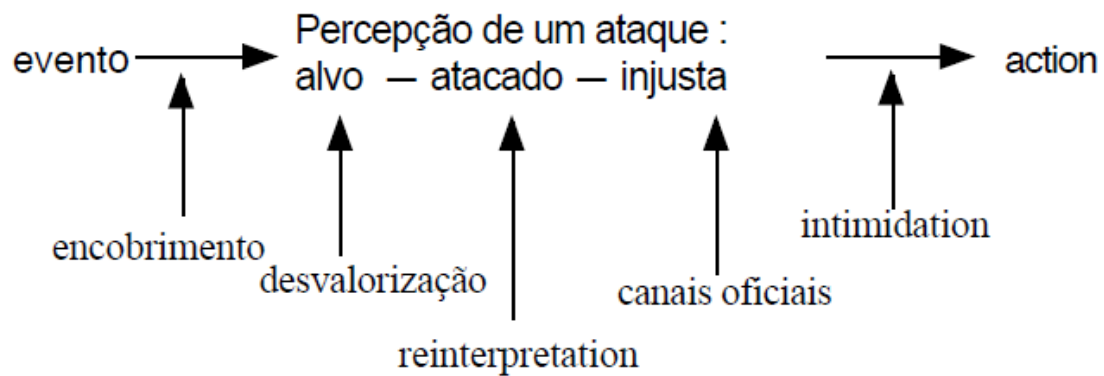 Percepção de um ataque :
evento
alvo – atacado – injusta
action
encobrimento
desvalorização
reinterpretation
canais oficiais
intimidation